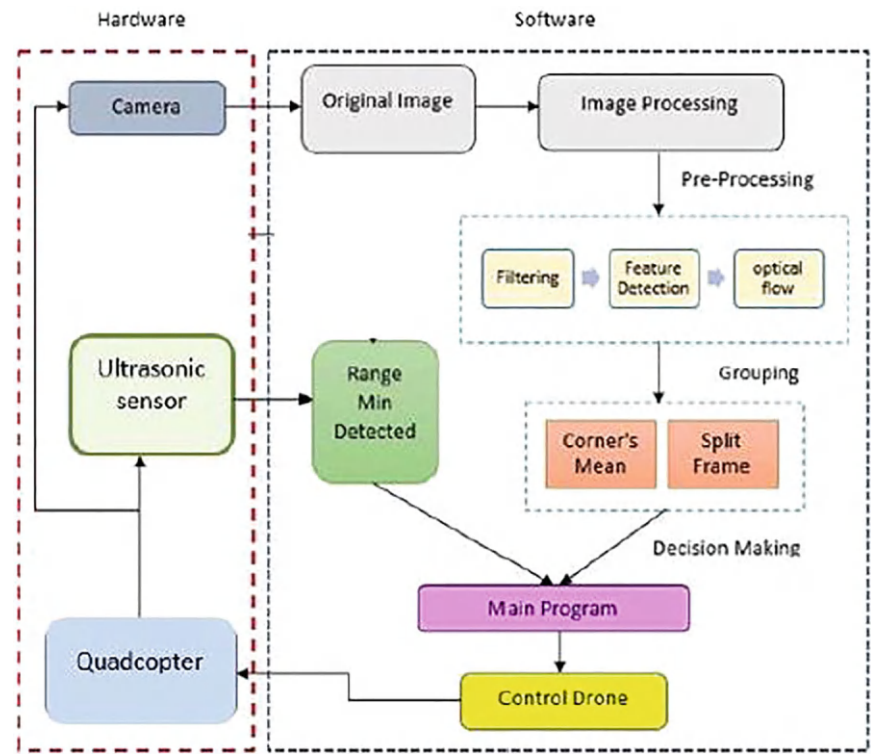 Hardware
Software
Camera
Original Image
Image Processing
Pre-Processing
Filtering
Feature
Detection
optical
flow
Ultrasonic
sensor
Range
Min
Detected
Grouping
Corner's
Mean
Split
Frame
Decision Making
Main Program
Quadcopter
Control Drone